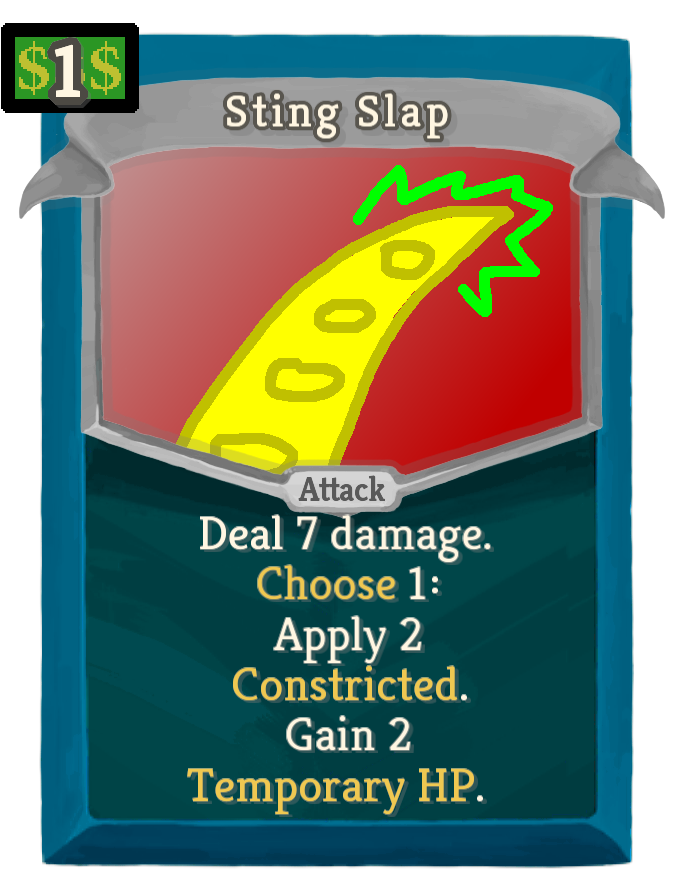 $1$
Sting Slap
Attack
Deal 7 damage.
Choose 1:
Apply 2
Constricted.
Gain 2
Temporary HP.